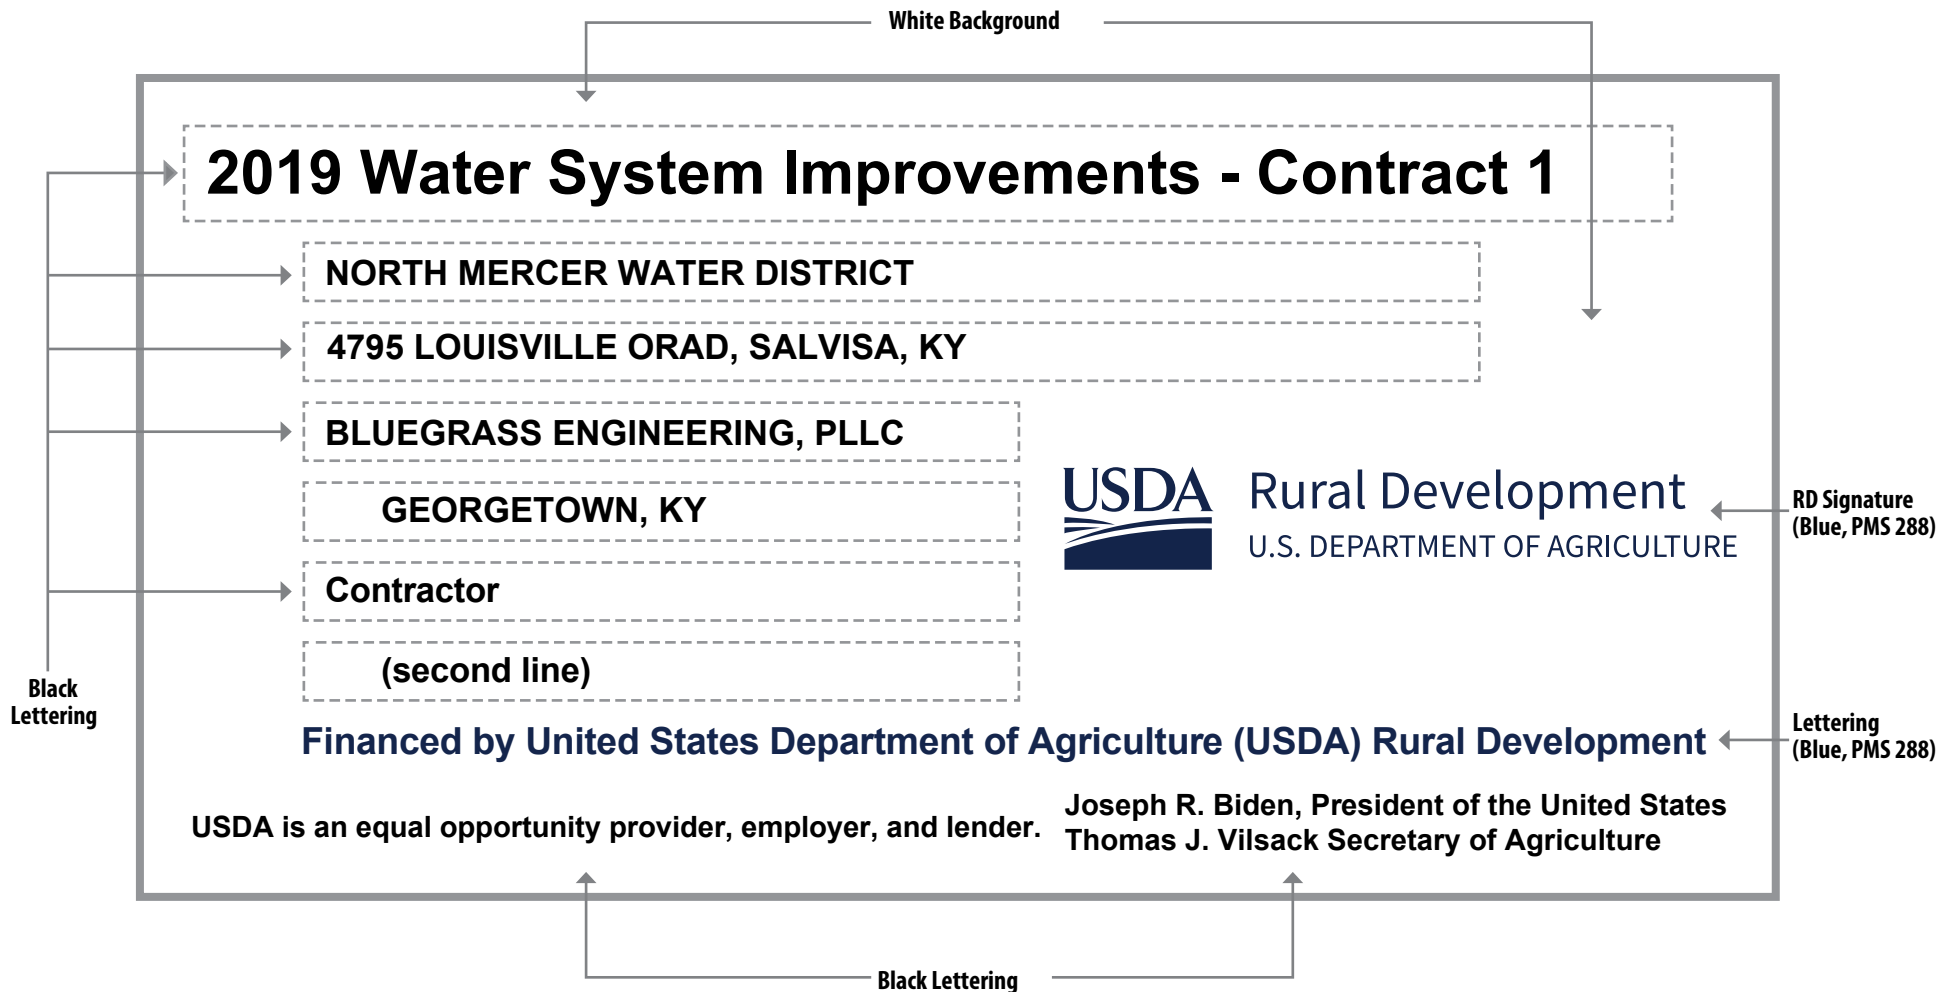 White Background
2019 Water System Improvements - Contract 1
NORTH MERCER WATER DISTRICT
4795 LOUISVILLE ORAD, SALVISA, KY
BLUEGRASS ENGINEERING, PLLC
GEORGETOWN, KY
Contractor
(second line)
USDA Rural Development
U.S. DEPARTMENT OF AGRICULTURE
RD Signature
(Blue, PMS 288)
Black
Lettering
Financed by United States Department of Agriculture (USDA) Rural Development
Lettering
(Blue, PMS 288)
USDA is an equal opportunity provider, employer, and lender.
Joseph R. Biden, President of the United States
Thomas J. Vilsack Secretary of Agriculture
Black Lettering